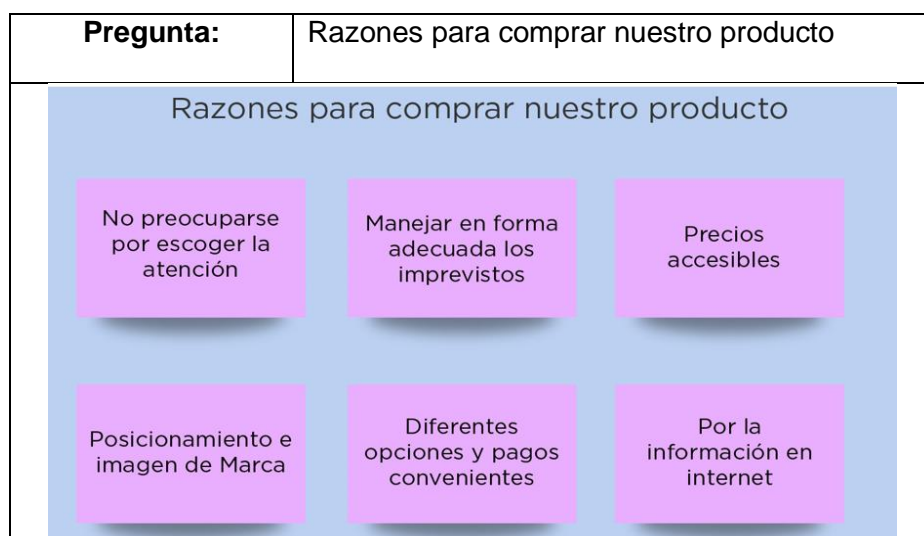 Pregunta: Razones para comprar nuestro producto
Razones para comprar nuestro producto
No preocuparse
por escoger la
atención
Manejar en forma
adecuada los
imprevistos
Precios
accesibles
Posicionamiento e
imagen de Marca
Diferentes
opciones y pagos
convenientes
Por la
información en
internet